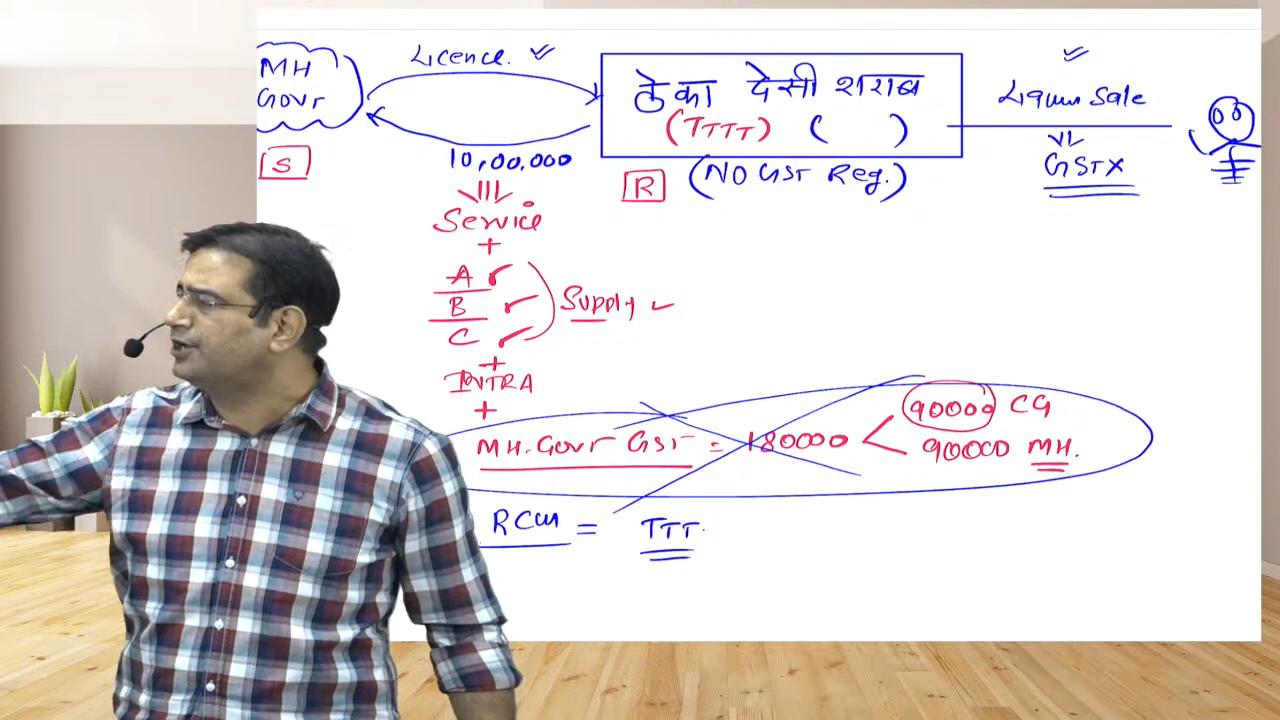 MH
Govr
Licence.
10,00,000
S
ठेका देसी शराब
(TTTT) ( )
R
(NO GST Reg.)
Liquor Sale
GST X
Service
+
A
B
C
Supply
+
INTRA
+
MH. Govr GST = 180000
90000 CG
90000 MH.
RCM = TTT.